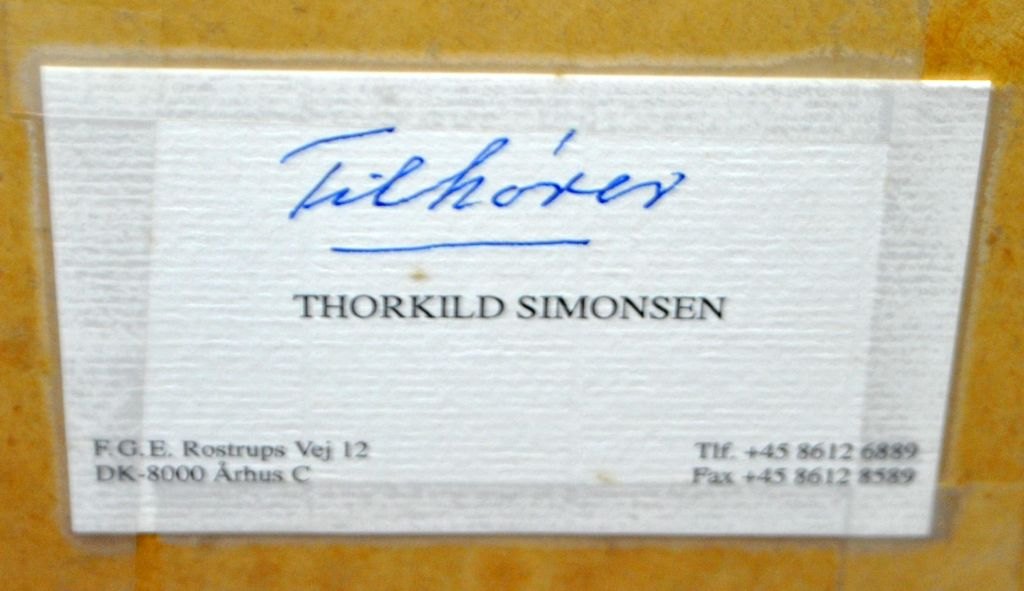 Tilhører
THORKILD SIMONSEN
F. G. E. Rostrups Vej 12
DK-8000 Århus C
Tlf. +45 8612 6889
Fax +45 8612 8589